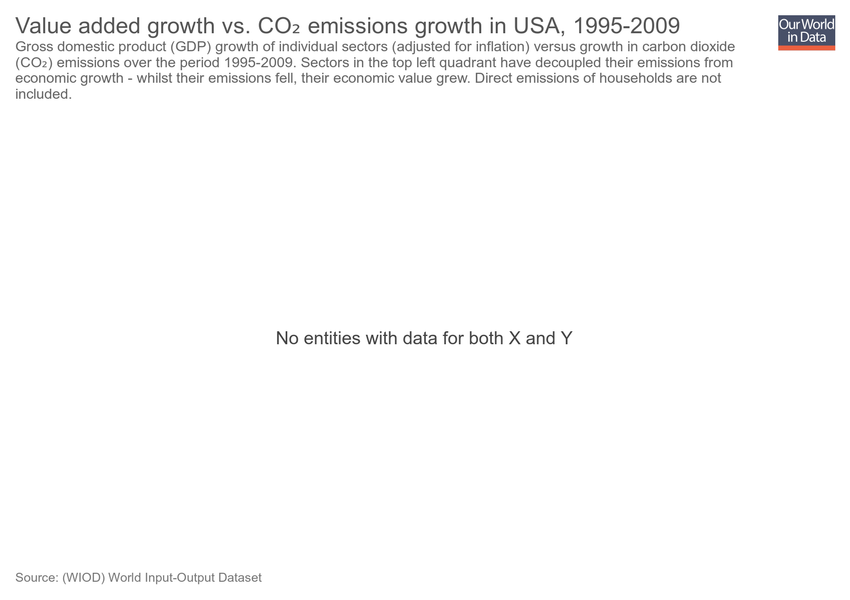 Value added growth vs. CO₂ emissions growth in USA, 1995-2009
Our World
in Data
Gross domestic product (GDP) growth of individual sectors (adjusted for inflation) versus growth in carbon dioxide
(CO₂) emissions over the period 1995-2009. Sectors in the top left quadrant have decoupled their emissions from
economic growth - whilst their emissions fell, their economic value grew. Direct emissions of households are not
included.
No entities with data for both X and Y
Source: (WIOD) World Input-Output Dataset